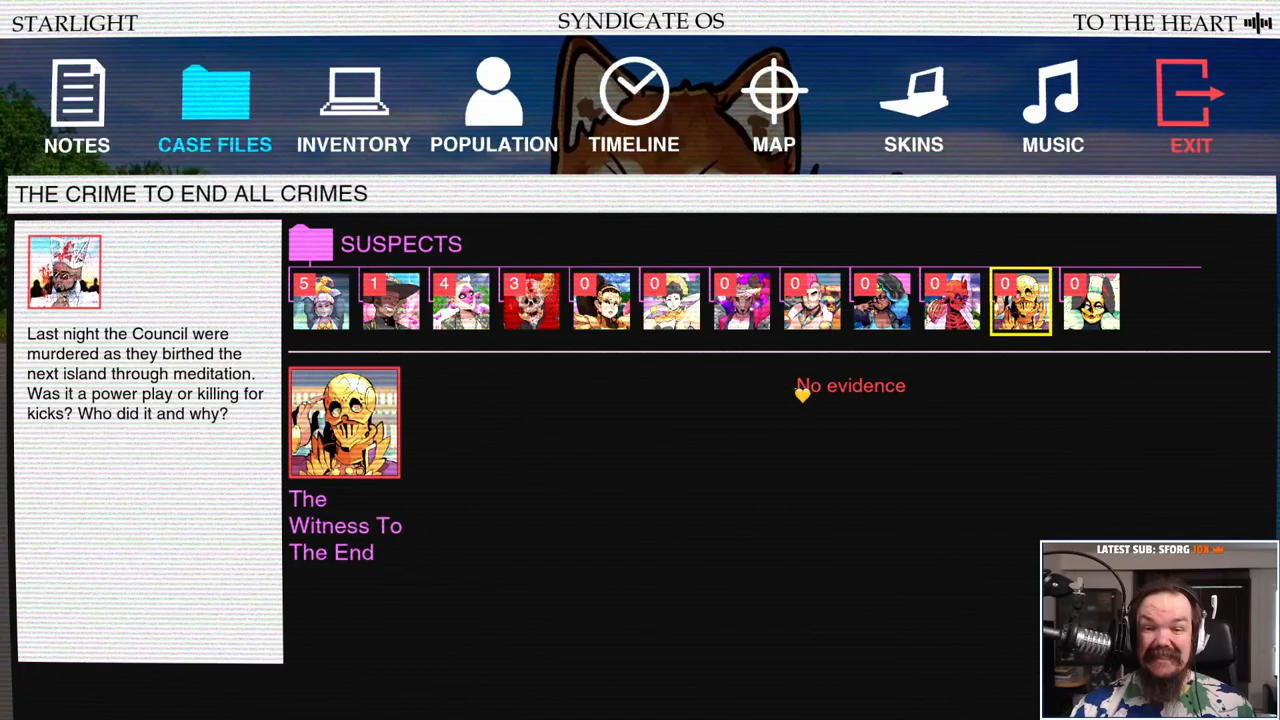 STARLIGHT
SYNDICATE OS
TO THE HEART
NOTES
CASE FILES
INVENTORY
POPULATION
TIMELINE
MAP
SKINS
MUSIC
EXIT
THE CRIME TO END ALL CRIMES
Last night the Council were
murdered as they birthed the
next island through meditation.
Was it a power play or killing for
kicks? Who did it and why?
SUSPECTS
5 1 4 3 0 0 0 0 0 0 0 0
No evidence
The
Witness To
The End
LATEST SUB: SFORG 10X